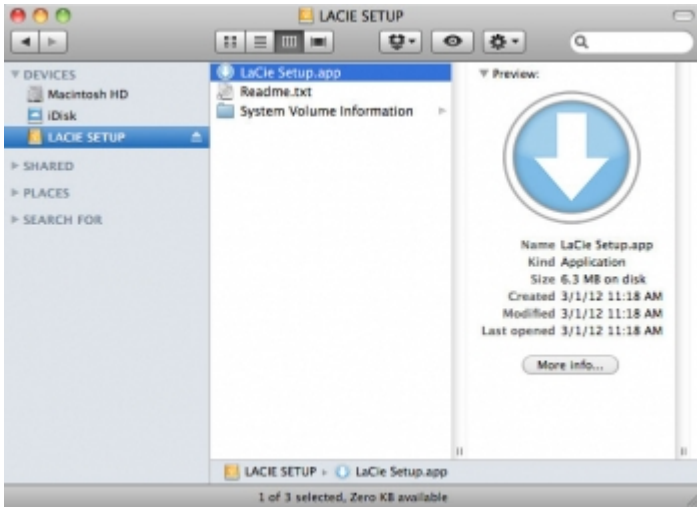 LACIE SETUP
DEVICES
Macintosh HD
iDisk
LACIE SETUP
SHARED
PLACES
SEARCH FOR
LaCie Setup.app
Readme.txt
System Volume Information
Preview:
Name LaCie Setup.app
Kind Application
Size 6.3 MB on disk
Created 3/1/12 11:18 AM
Modified 3/1/12 11:18 AM
Last opened 3/1/12 11:18 AM
More info...
LACIE SETUP LaCie Setup.app
1 of 3 selected, Zero KB available